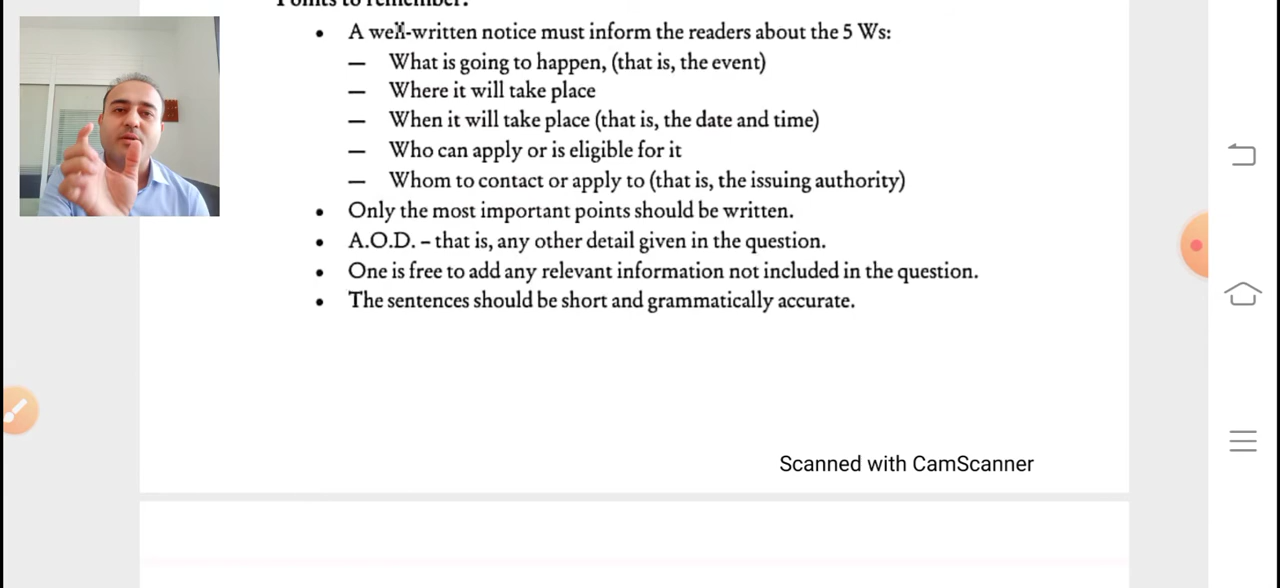 Points to remember:
• A well-written notice must inform the readers about the 5 Ws:
— What is going to happen, (that is, the event)
— Where it will take place
— When it will take place (that is, the date and time)
— Who can apply or is eligible for it
— Whom to contact or apply to (that is, the issuing authority)
• Only the most important points should be written.
• A.O.D. – that is, any other detail given in the question.
• One is free to add any relevant information not included in the question.
• The sentences should be short and grammatically accurate.
Scanned with CamScanner